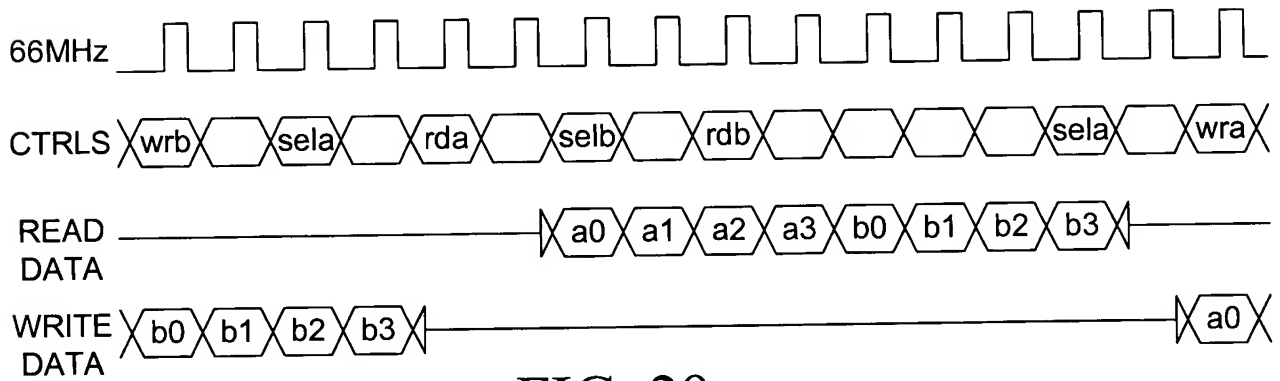 66MHz
CTRLS wrb sela rda selb rdb sela wra
READ DATA a0 a1 a2 a3 b0 b1 b2 b3
WRITE DATA b0 b1 b2 b3 a0